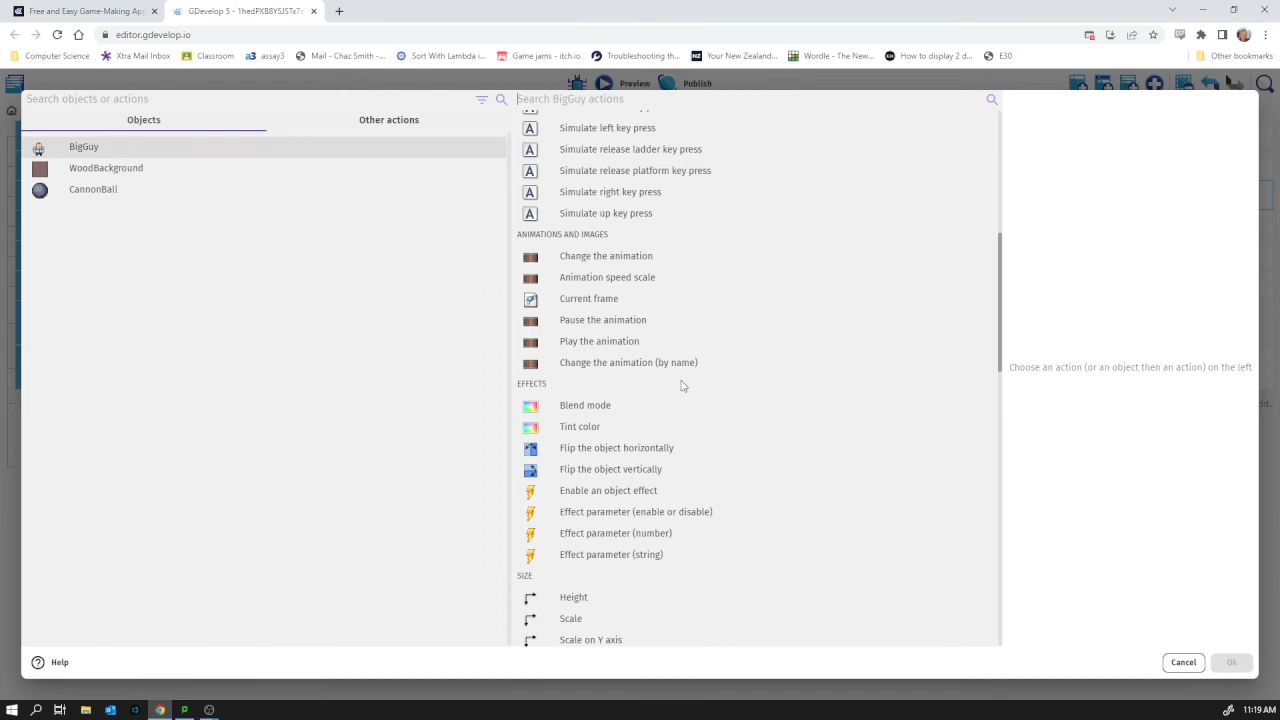 Free and Easy Game-Making App
GDevelop 5 - 1hedPXB8YSJSTx7c
editor.gdevelop.io
Computer Science
Xtra Mail Inbox
Classroom
a3 assay3
Mail - Chaz Smith -...
Sort With Lambda i...
Game jams - itch.io
Troubleshooting th...
NZ Your New Zealand...
Wordle - The New...
How to display 2 d...
E30
Other bookmarks
Preview
Publish
Search objects or actions
Search BigGuy actions
Objects
Other actions
BigGuy
WoodBackground
CannonBall
Simulate left key press
Simulate release ladder key press
Simulate release platform key press
Simulate right key press
Simulate up key press
ANIMATIONS AND IMAGES
Change the animation
Animation speed scale
Current frame
Pause the animation
Play the animation
Change the animation (by name)
EFFECTS
Blend mode
Tint color
Flip the object horizontally
Flip the object vertically
Enable an object effect
Effect parameter (enable or disable)
Effect parameter (number)
Effect parameter (string)
SIZE
Height
Scale
Scale on Y axis
Choose an action (or an object then an action) on the left
Help
Cancel
Ok
11:19 AM